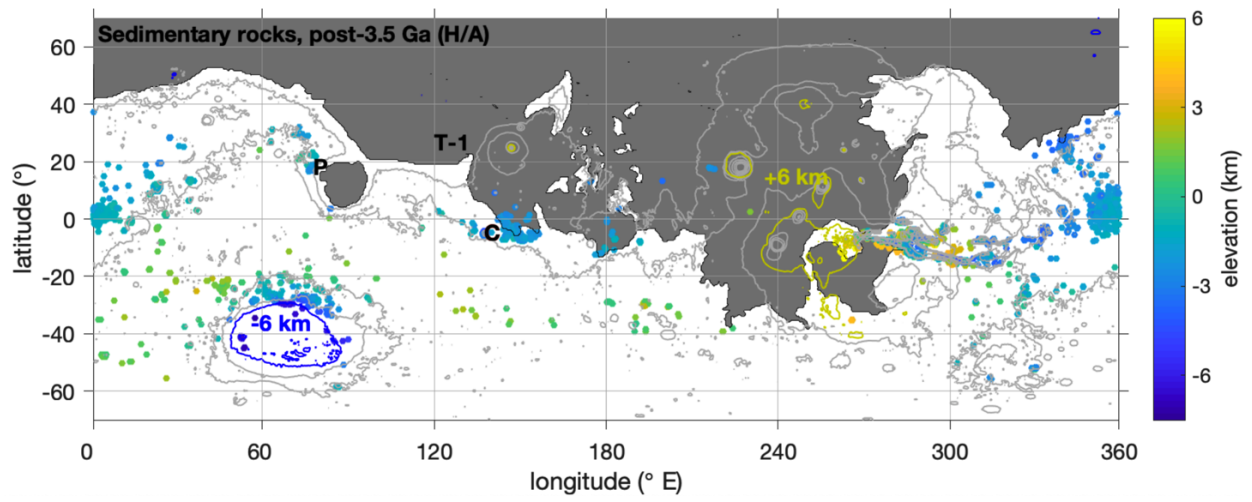 Sedimentary rocks, post-3.5 Ga (H/A)
60
40
20
0
-20
-40
-60
latitude (°)
0
60
120
180
240
300
360
longitude (° E)
T-1
P
C
+6 km
-6 km
6
3
0
-3
-6
elevation (km)